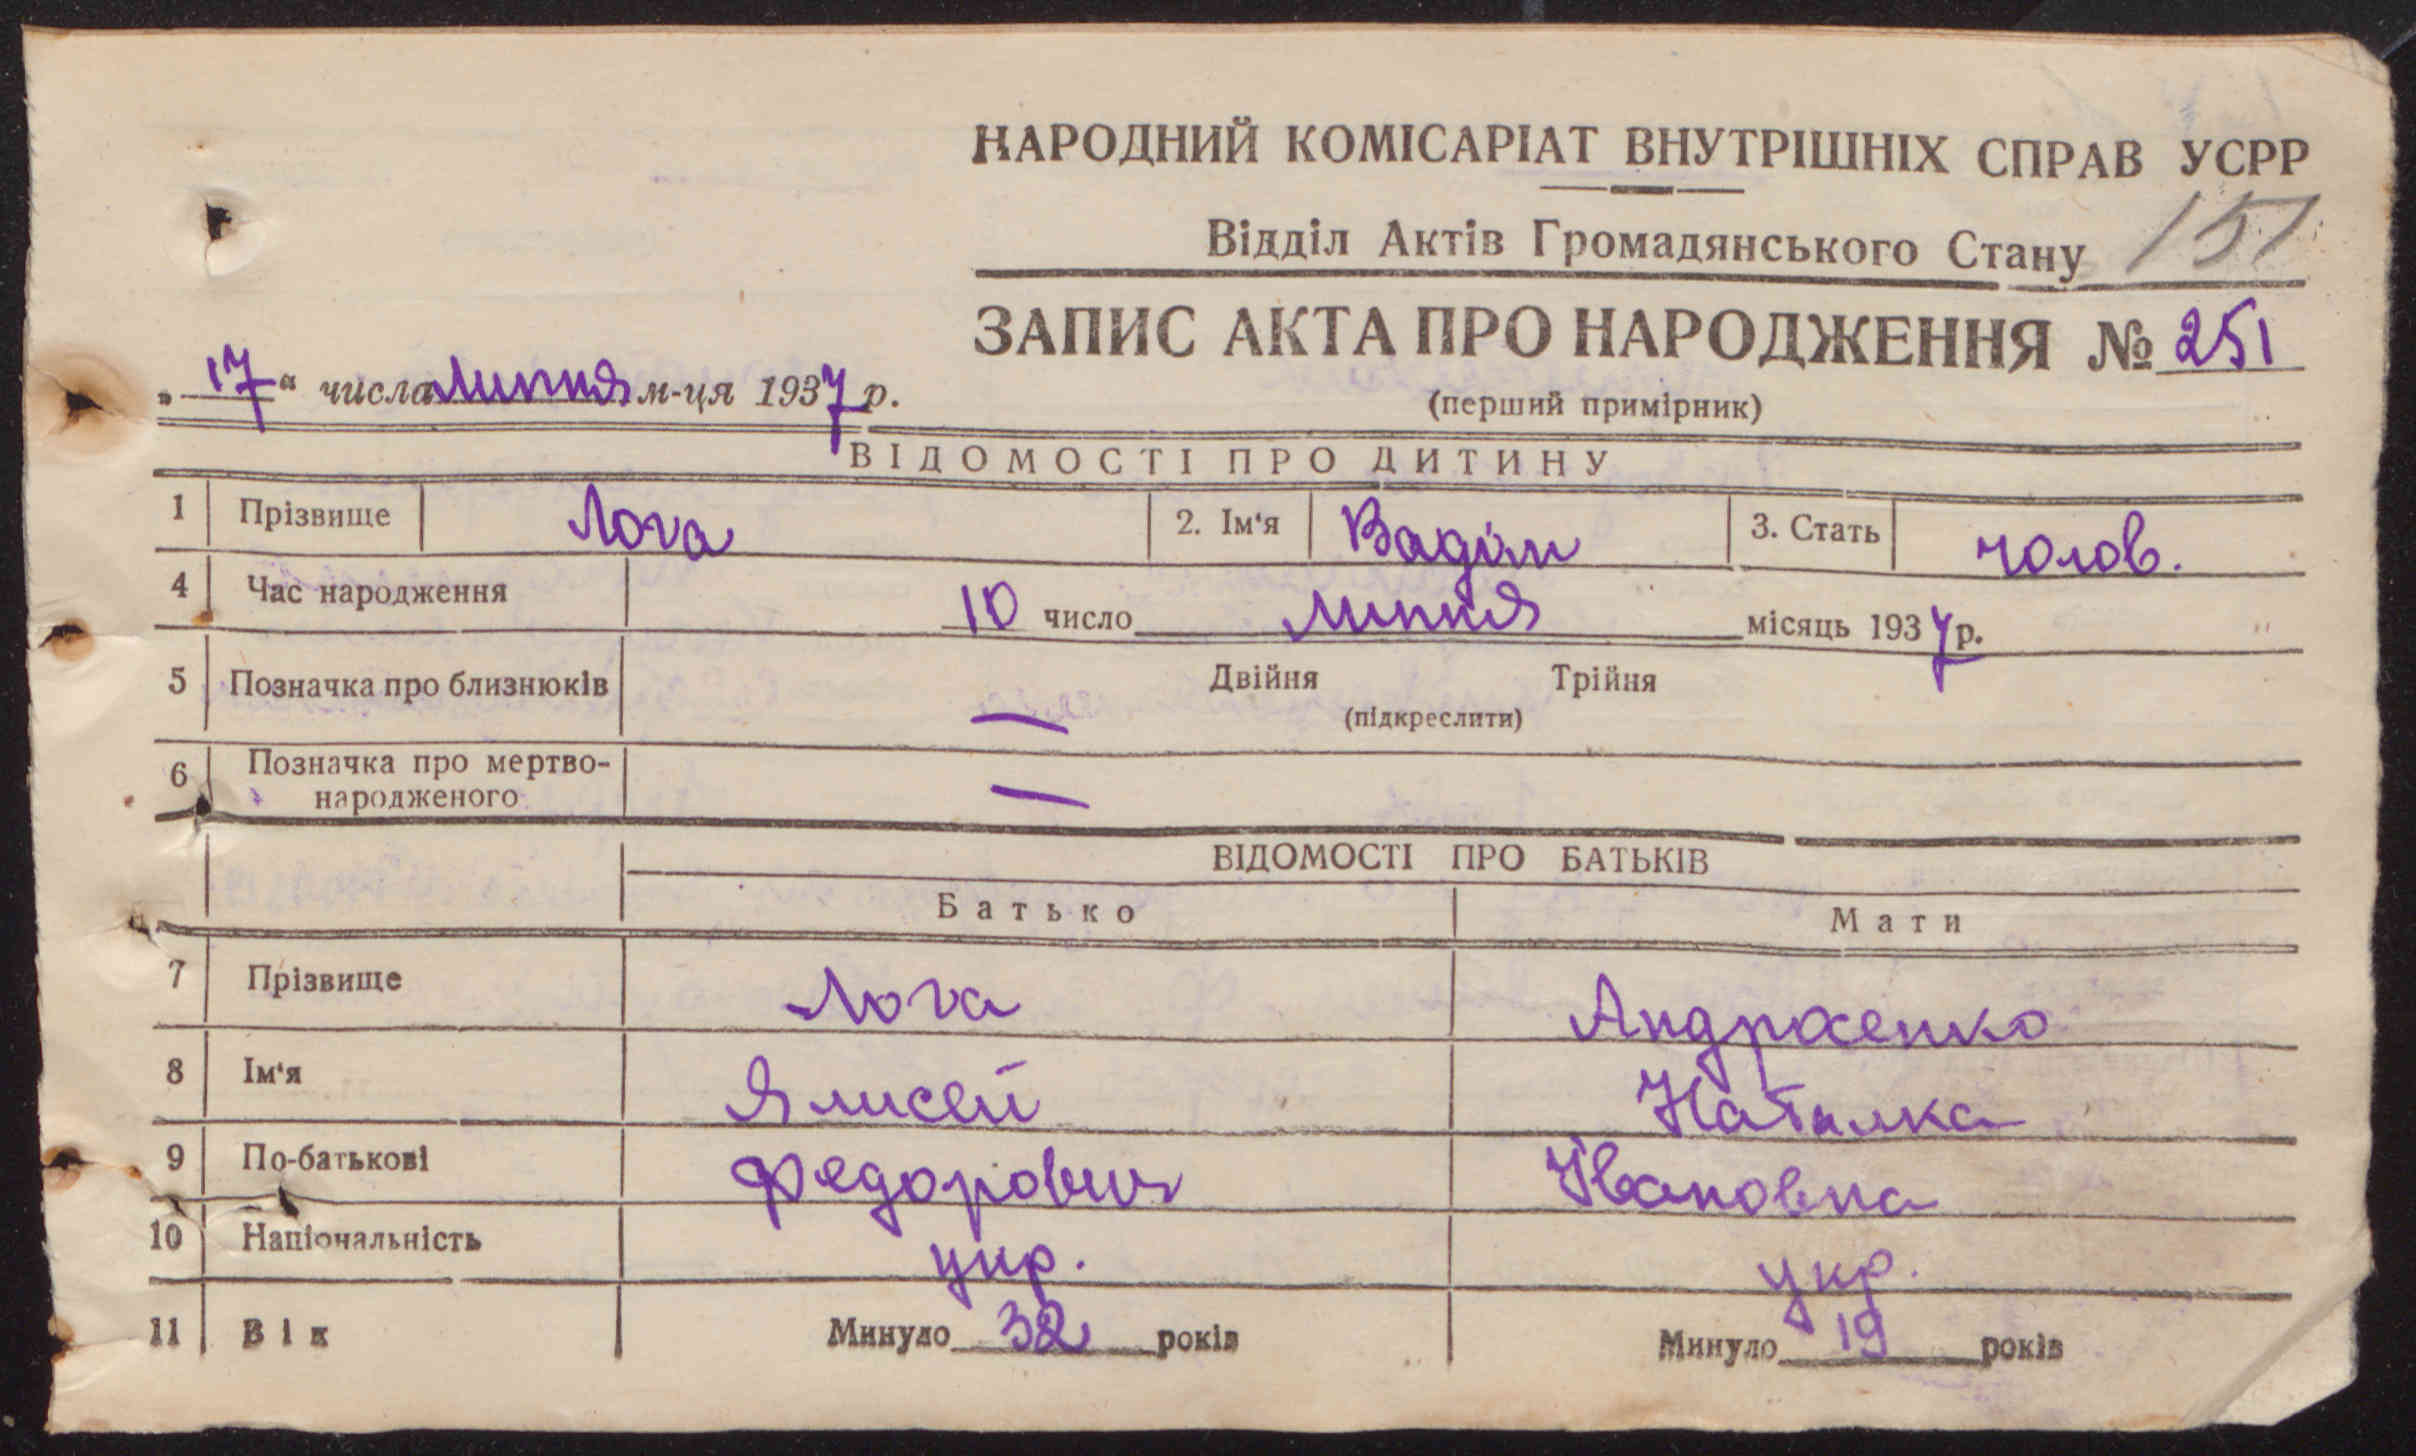 НАРОДНИЙ КОМІСАРІАТ ВНУТРІШНІХ СПРАВ УСРР
Відділ Актів Громадянського Стану 151
ЗАПИС АКТА ПРО НАРОДЖЕННЯ № 251
„17“ числа липня м-ця 1937 р.
(перший примірник)
ВІДОМОСТІ ПРО ДИТИНУ
1 Прізвище Лога 2. Ім'я Вадім 3. Стать чолов.
4 Час народження 10 число липня місяць 1937 р.
5 Позначка про близнюків — Двійня Трійня
(підкреслити)
6 Позначка про мертво-
народженого —
ВІДОМОСТІ ПРО БАТЬКІВ
Батько Мати
7 Прізвище Лога Андросенко
8 Ім'я Ялисей Наталка
9 По-батькові Федорович Івановна
10 Національність укр. укр.
11 Вік Минуло 32 років Минуло 19 років